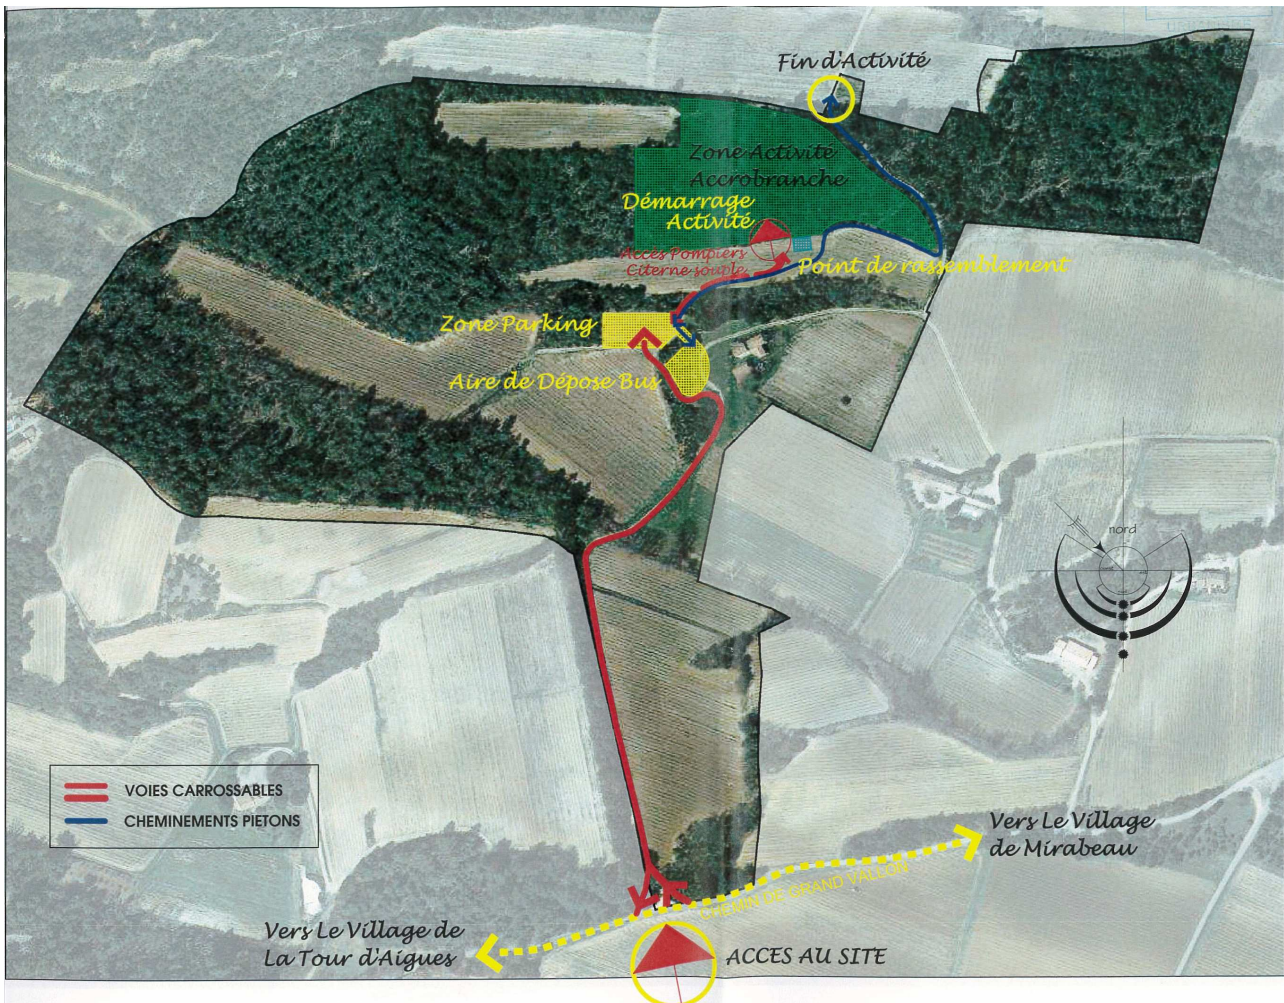 Fin d'Activité
Zone Activité
Accrobranche
Démarrage
Activité
Accès Pompiers
Citerne souple
Point de rassemblement
Zone Parking
Aire de Dépose Bus
nord
VOIES CARROSSABLES
CHEMINEMENTS PIETONS
Vers Le Village
de Mirabeau
CHEMIN DE GRAND VALLON
Vers Le Village de
La Tour d'Aigues
ACCES AU SITE